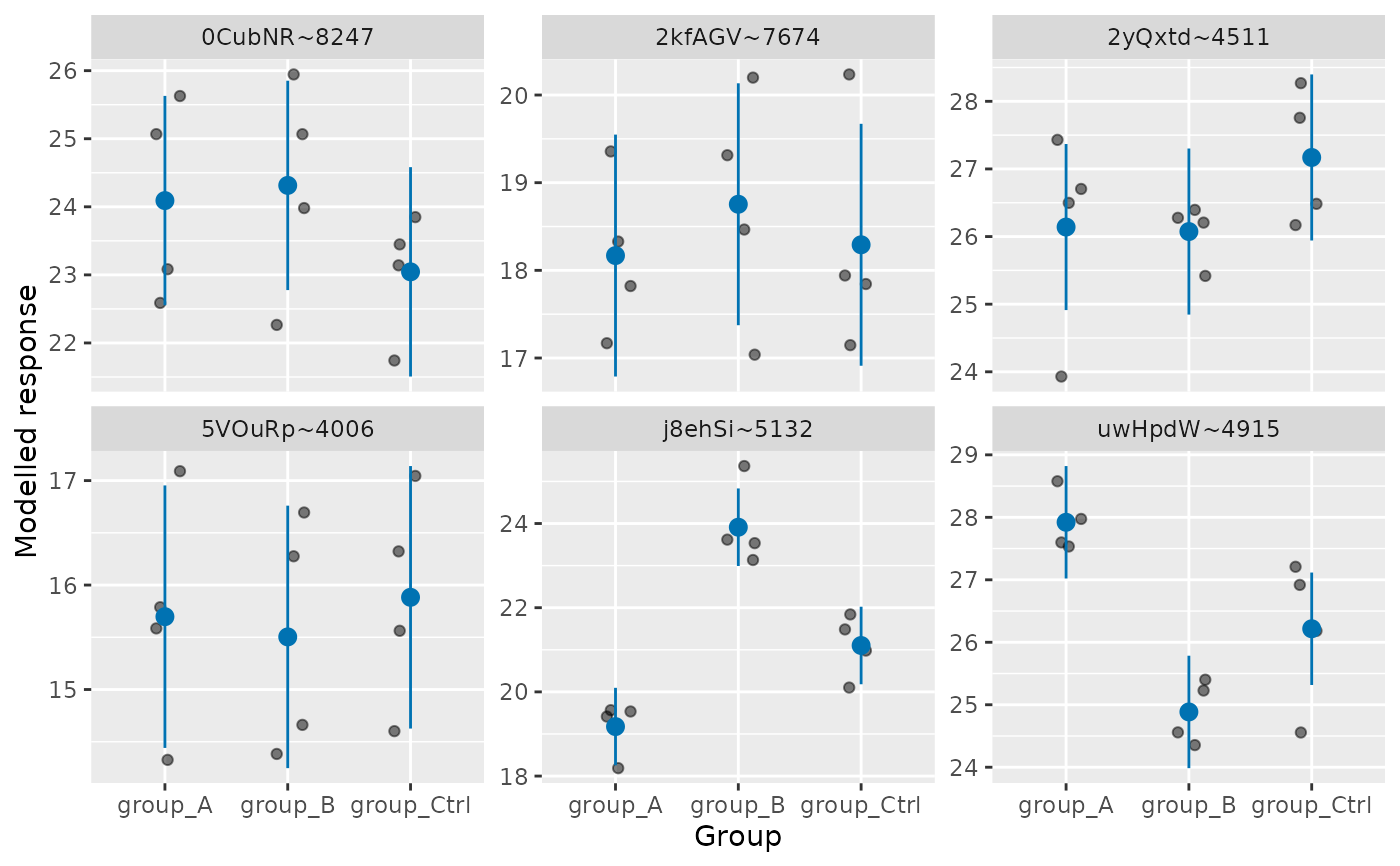 0CubNR~8247 2kfAGV~7674 2yQxtd~4511
26 25 24 23 22
20 19 18 17
28 27 26 25 24
Modelled response
5VOuRp~4006 j8ehSi~5132 uwHpdW~4915
17 16 15
24 22 20 18
29 28 27 26 25 24
group_A group_B group_Ctrl group_A group_B group_Ctrl group_A group_B group_Ctrl
Group